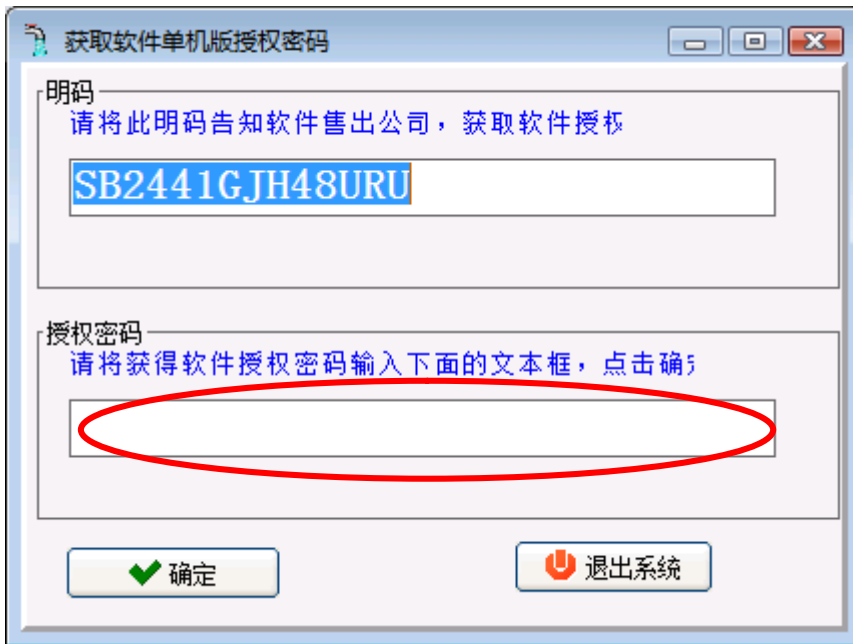 获取软件单机版授权密码
明码
请将此明码告知软件售出公司，获取软件授权
SB2441GJH48URU
授权密码
请将获得软件授权密码输入下面的文本框，点击确
确定
退出系统